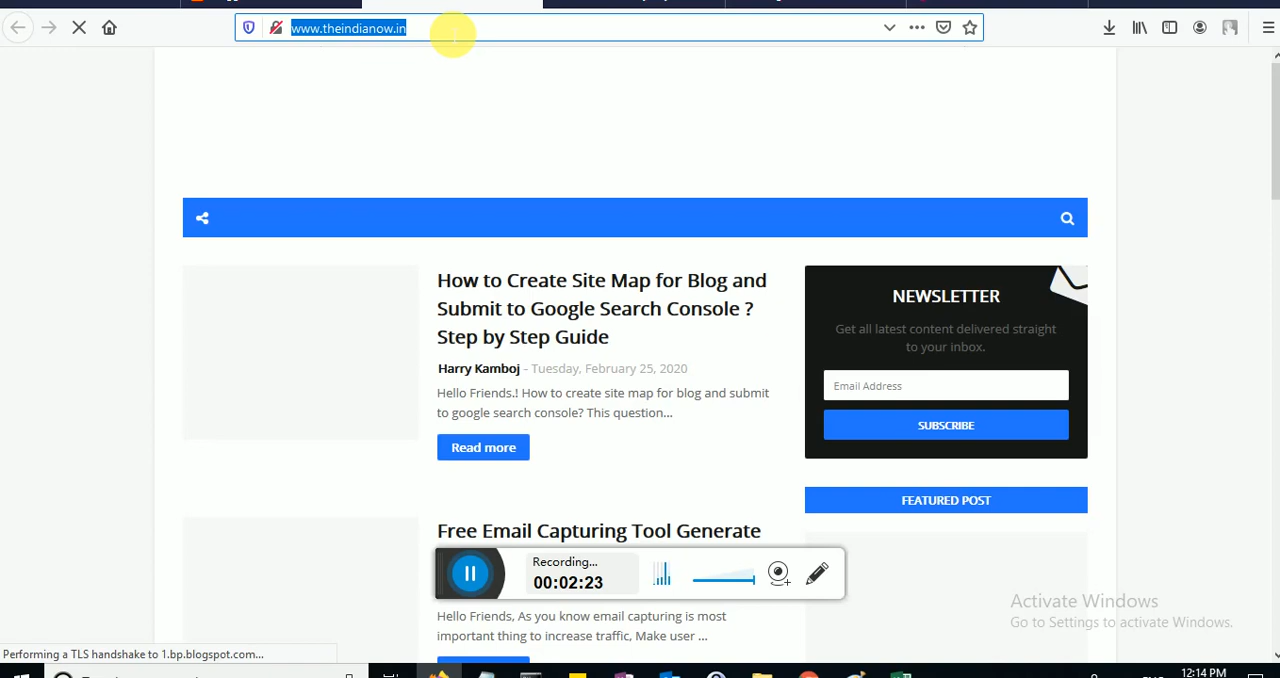 www.theindianow.in
How to Create Site Map for Blog and
Submit to Google Search Console ?
Step by Step Guide
Harry Kamboj - Tuesday, February 25, 2020
Hello Friends.! How to create site map for blog and submit
to google search console? This question...
Read more
NEWSLETTER
Get all latest content delivered straight
to your inbox.
Email Address
SUBSCRIBE
FEATURED POST
Free Email Capturing Tool Generate
Recording...
00:02:23
Hello Friends, As you know email capturing is most
important thing to increase traffic, Make user ...
Activate Windows
Go to Settings to activate Windows.
Performing a TLS handshake to 1.bp.blogspot.com...
12:14 PM